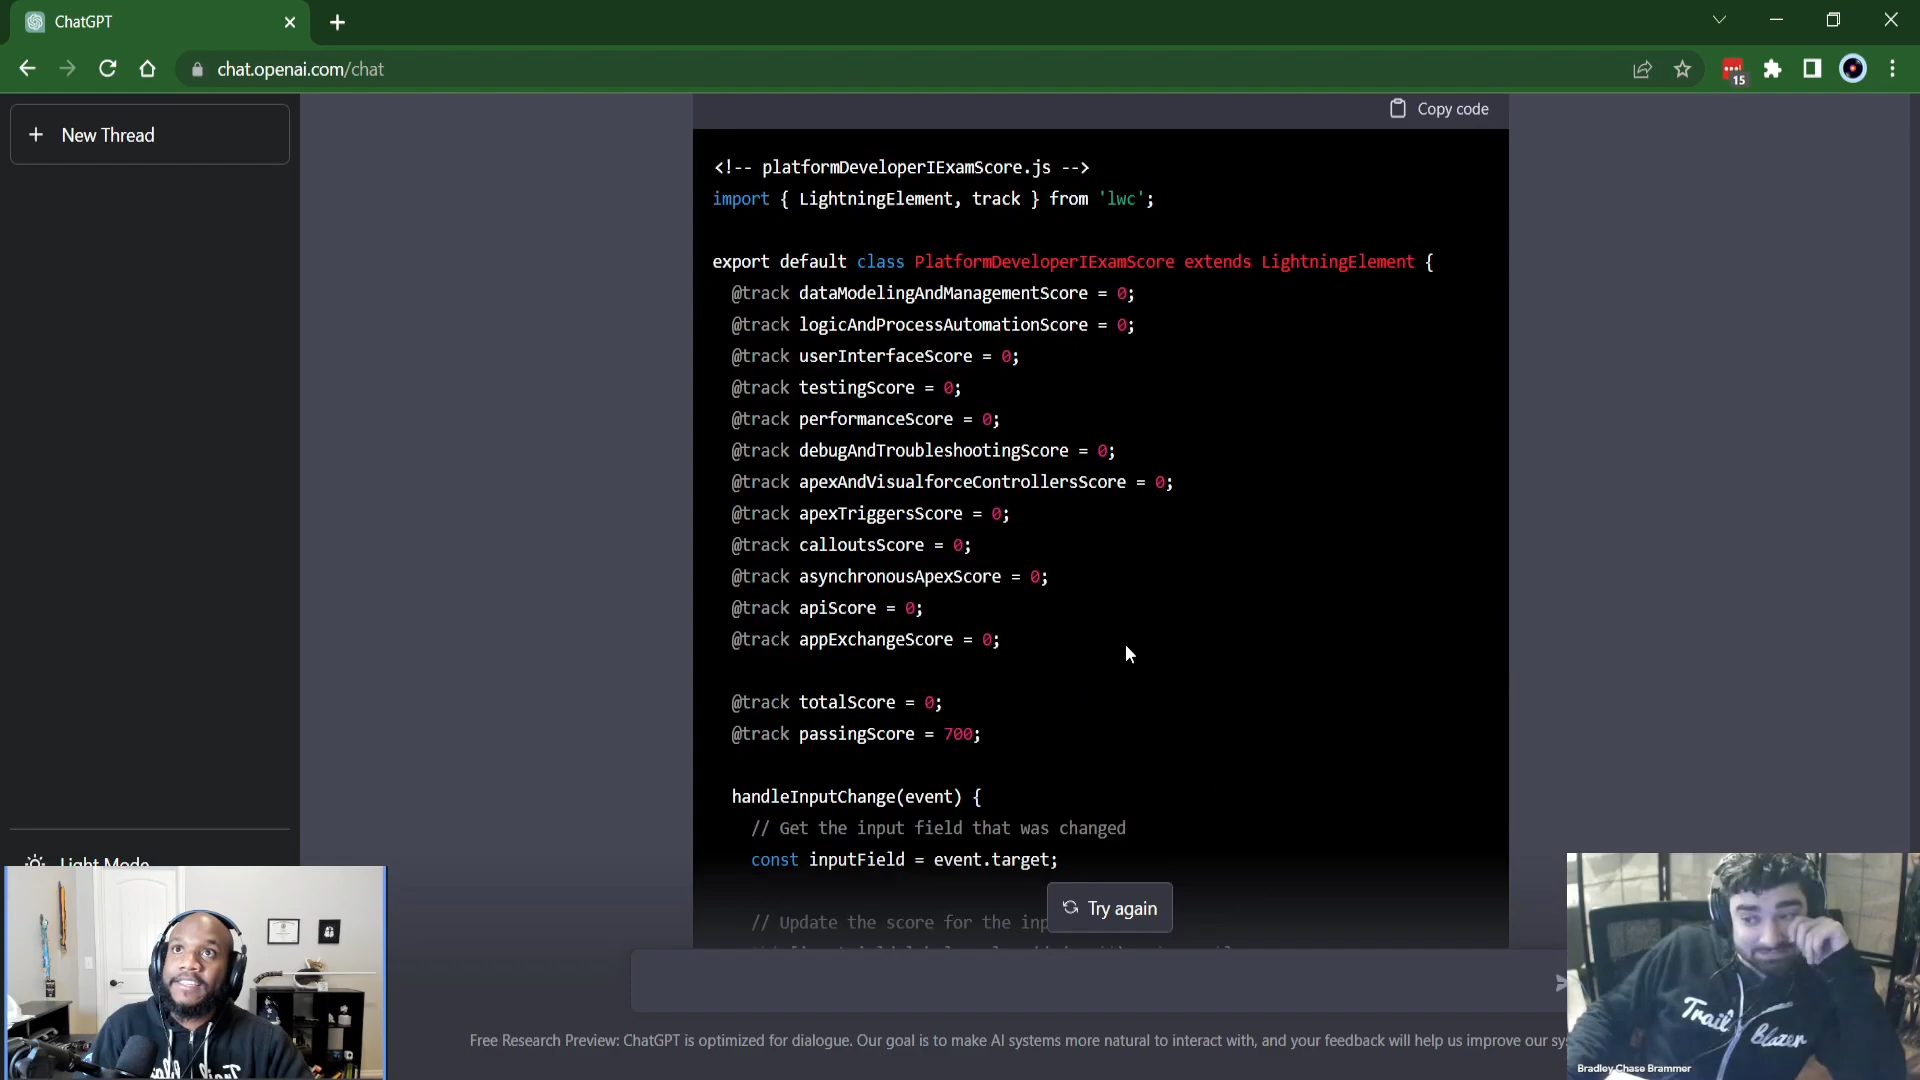 ChatGPT
chat.openai.com/chat
15
New Thread
Copy code
<!-- platformDeveloperIExamScore.js -->
import { LightningElement, track } from 'lwc';
export default class PlatformDeveloperIExamScore extends LightningElement {
@track dataModelingAndManagementScore = 0;
@track logicAndProcessAutomationScore = 0;
@track userInterfaceScore = 0;
@track testingScore = 0;
@track performanceScore = 0;
@track debugAndTroubleshootingScore = 0;
@track apexAndVisualforceControllersScore = 0;
@track apexTriggersScore = 0;
@track calloutsScore = 0;
@track asynchronousApexScore = 0;
@track apiScore = 0;
@track appExchangeScore = 0;
@track totalScore = 0;
@track passingScore = 700;
handleInputChange(event) {
// Get the input field that was changed
const inputField = event.target;
// Update the score for the inp
Try again
Light Mode
Free Research Preview: ChatGPT is optimized for dialogue. Our goal is to make AI systems more natural to interact with, and your feedback will help us improve our sy
Trail
Blazer
Bradley Chase Brammer